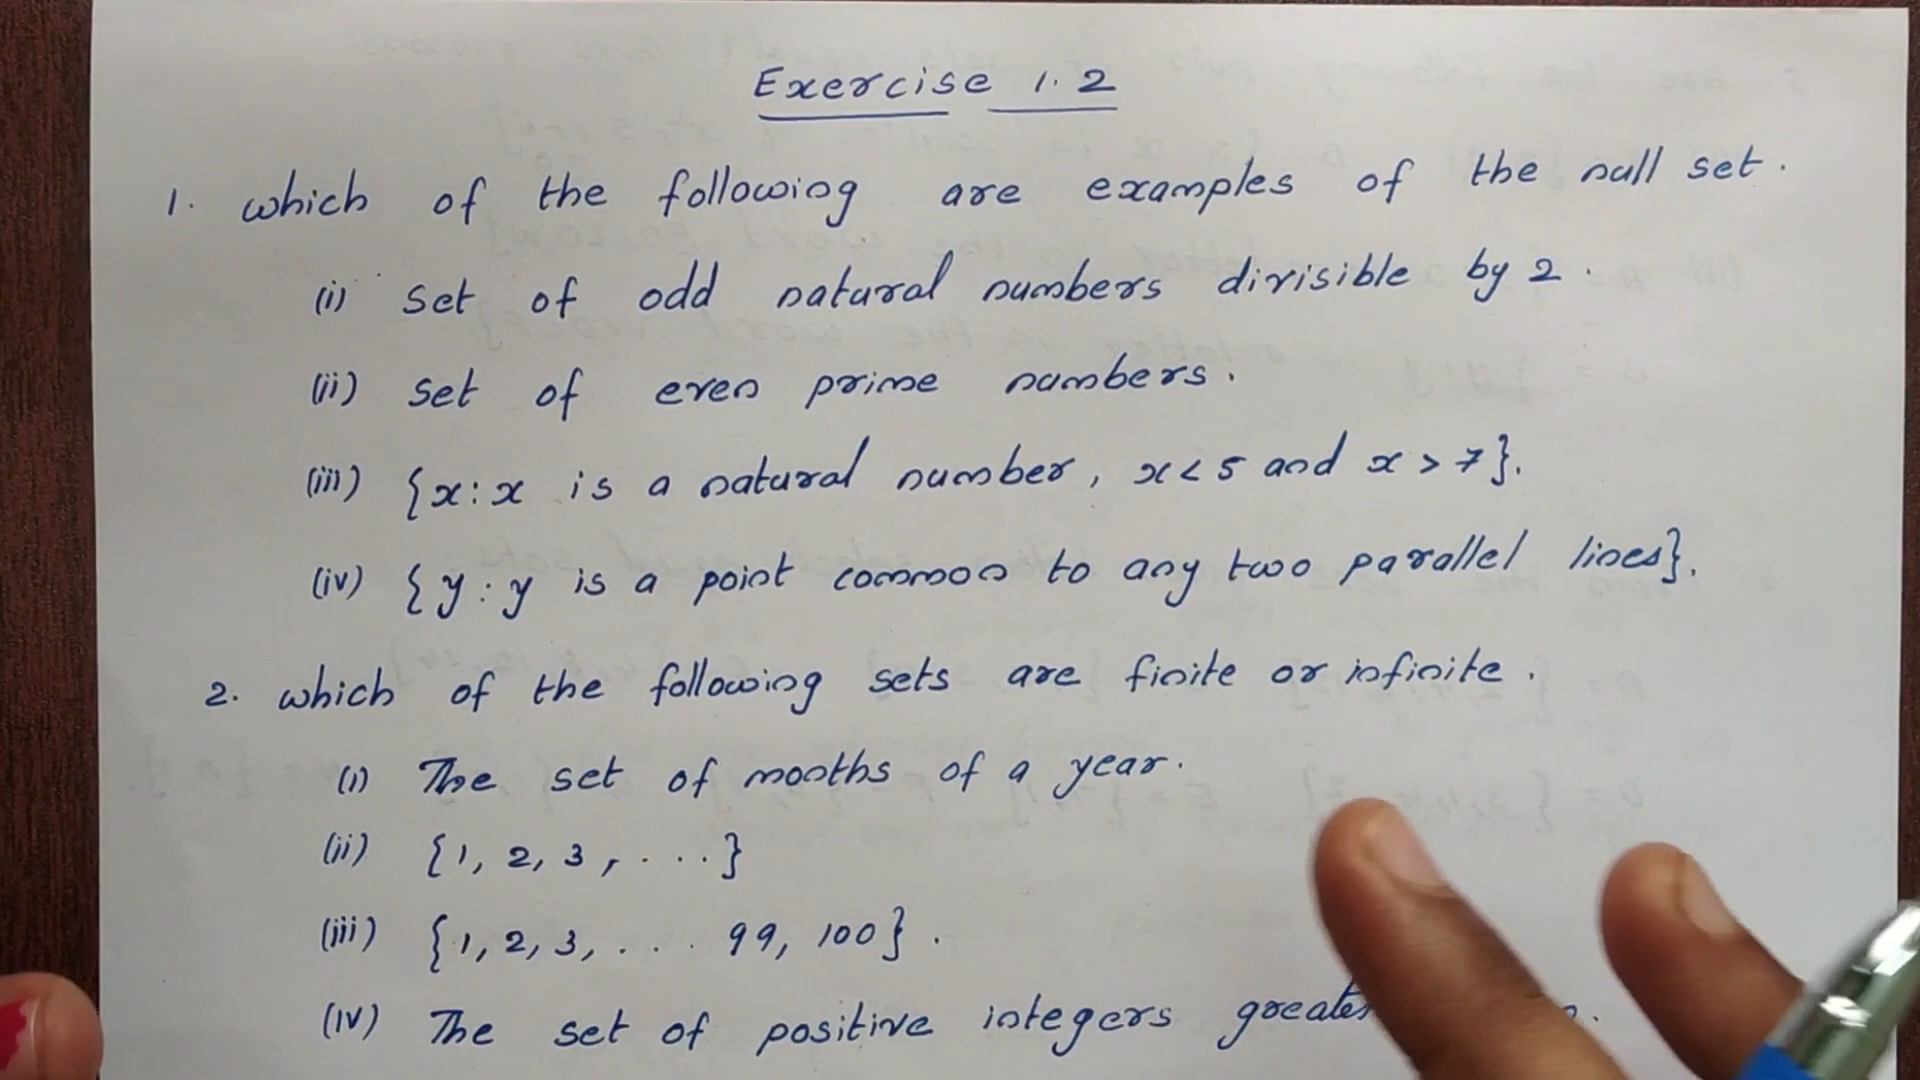 Exercise 1.2
1. which of the following are examples of the null set.
(i) set of odd natural numbers divisible by 2.
(ii) set of even prime numbers.
(iii) {x:x is a natural number, x<5 and x>7}.
(iv) {y:y is a point common to any two parallel lines}.
2. which of the following sets are finite or infinite.
(i) The set of months of a year.
(ii) {1, 2, 3, ....}
(iii) {1, 2, 3, ... 99, 100}.
(iv) The set of positive integers greater